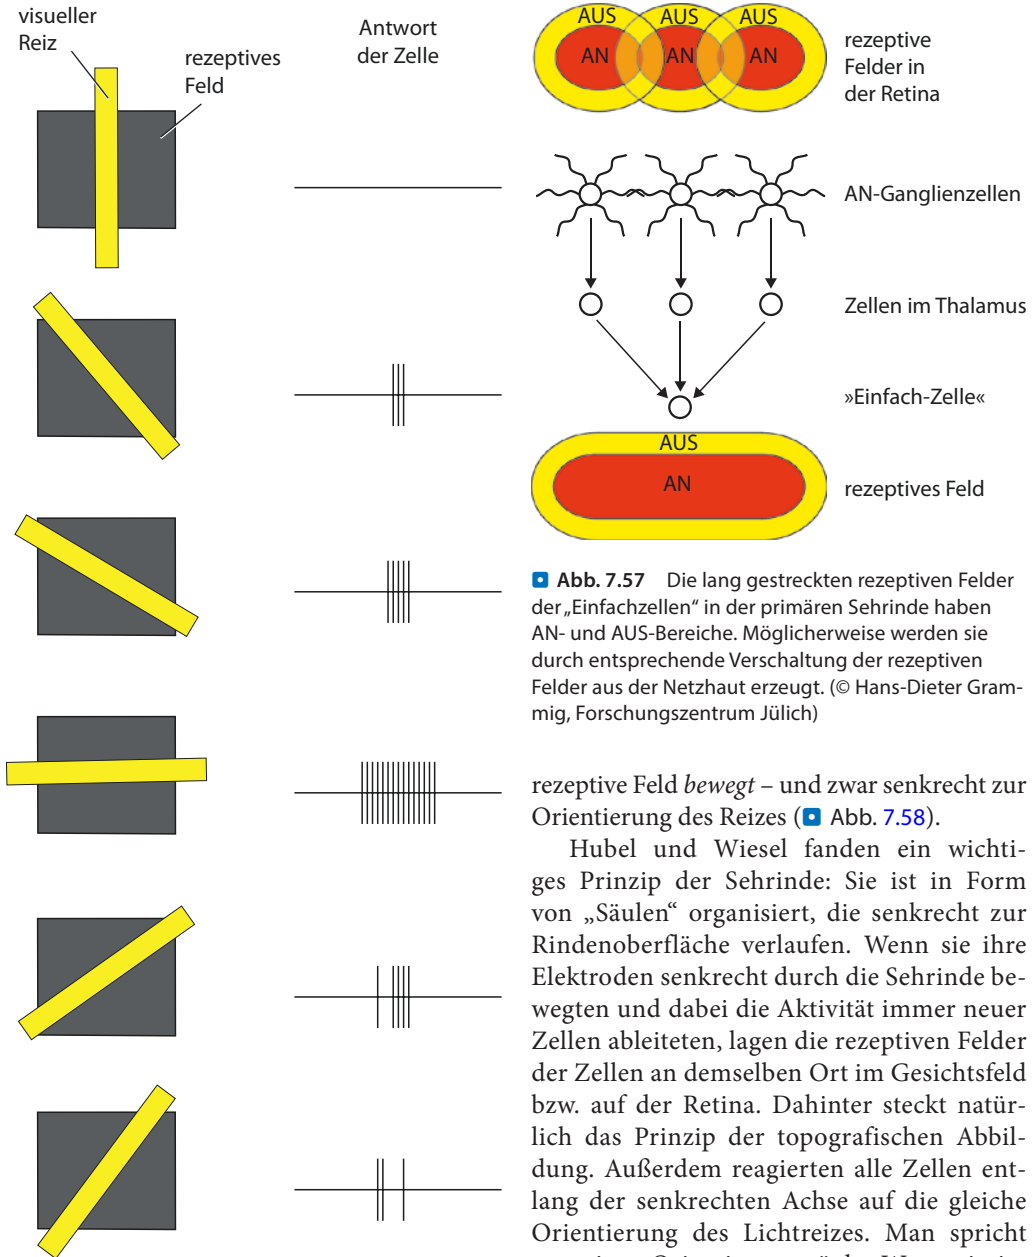 visueller
Reiz
rezeptives
Feld
Antwort
der Zelle
AUS
AUS
AUS
AN
AN
AN
rezeptive
Felder in
der Retina
AN-Ganglienzellen
Zellen im Thalamus
»Einfach-Zelle«
AUS
AN
rezeptives Feld
Abb. 7.57 Die lang gestreckten rezeptiven Felder
der „Einfachzellen“ in der primären Sehrinde haben
AN- und AUS-Bereiche. Möglicherweise werden sie
durch entsprechende Verschaltung der rezeptiven
Felder aus der Netzhaut erzeugt. (© Hans-Dieter Gram-
mig, Forschungszentrum Jülich)
rezeptive Feld bewegt – und zwar senkrecht zur
Orientierung des Reizes (Abb. 7.58).
Hubel und Wiesel fanden ein wichti-
ges Prinzip der Sehrinde: Sie ist in Form
von „Säulen“ organisiert, die senkrecht zur
Rindenoberfläche verlaufen. Wenn sie ihre
Elektroden senkrecht durch die Sehrinde be-
wegten und dabei die Aktivität immer neuer
Zellen ableiteten, lagen die rezeptiven Felder
der Zellen an demselben Ort im Gesichtsfeld
bzw. auf der Retina. Dahinter steckt natür-
lich das Prinzip der topografischen Abbil-
dung. Außerdem reagierten alle Zellen ent-
lang der senkrechten Achse auf die gleiche
Orientierung des Lichtreizes. Man spricht